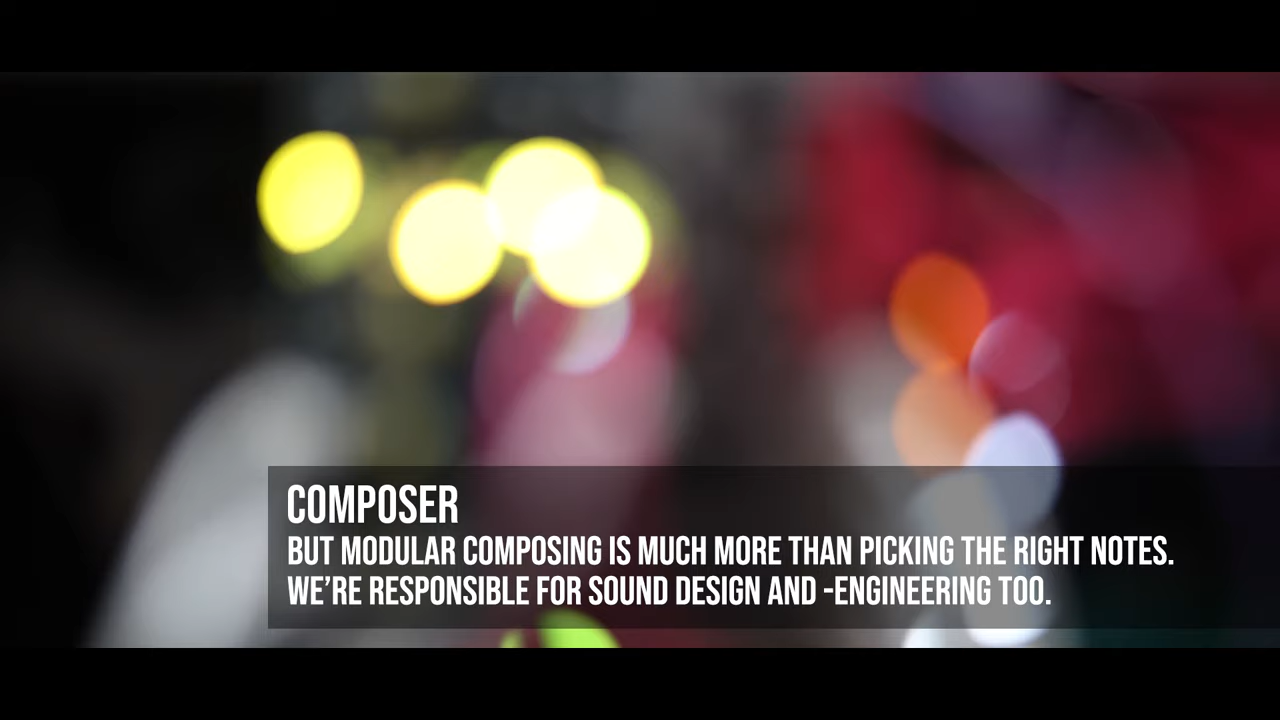 COMPOSER
BUT MODULAR COMPOSING IS MUCH MORE THAN PICKING THE RIGHT NOTES.
WE’RE RESPONSIBLE FOR SOUND DESIGN AND -ENGINEERING TOO.